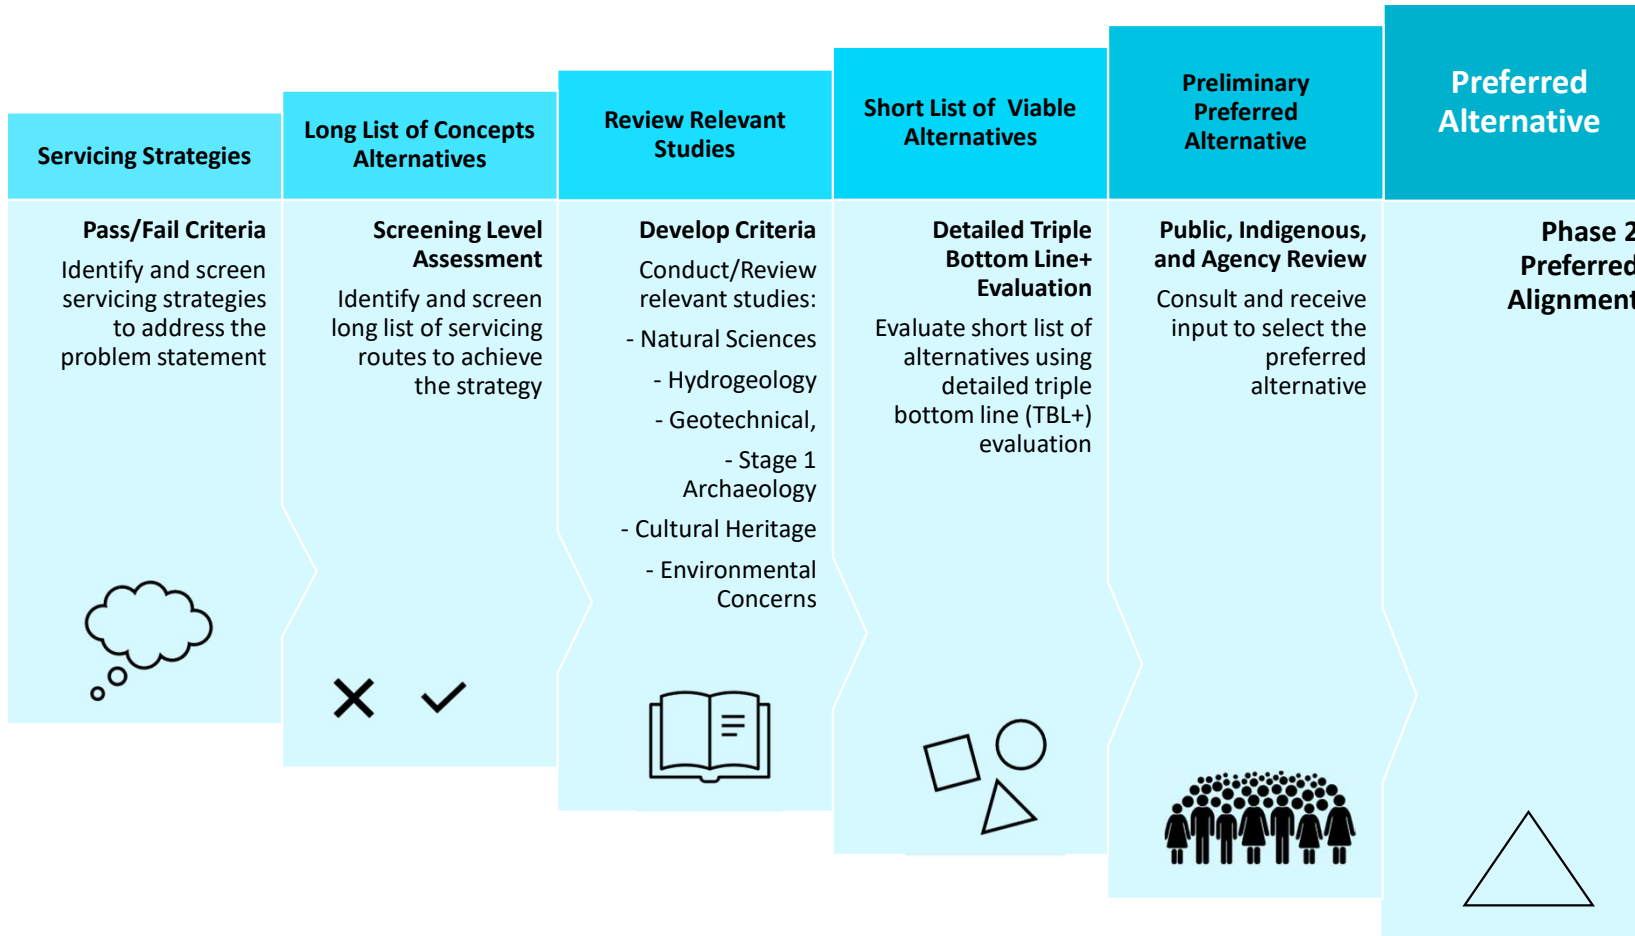 Servicing Strategies
Pass/Fail Criteria
Identify and screen
servicing strategies
to address the
problem statement
Long List of Concepts
Alternatives
Screening Level
Assessment
Identify and screen
long list of servicing
routes to achieve
the strategy
Review Relevant
Studies
Develop Criteria
Conduct/Review
relevant studies:
- Natural Sciences
- Hydrogeology
- Geotechnical,
- Stage 1
Archaeology
- Cultural Heritage
- Environmental
Concerns
Short List of Viable
Alternatives
Detailed Triple
Bottom Line+
Evaluation
Evaluate short list of
alternatives using
detailed triple
bottom line (TBL+)
evaluation
Preliminary
Preferred
Alternative
Public, Indigenous,
and Agency Review
Consult and receive
input to select the
preferred
alternative
Preferred
Alternative
Phase 2
Preferred
Alignment